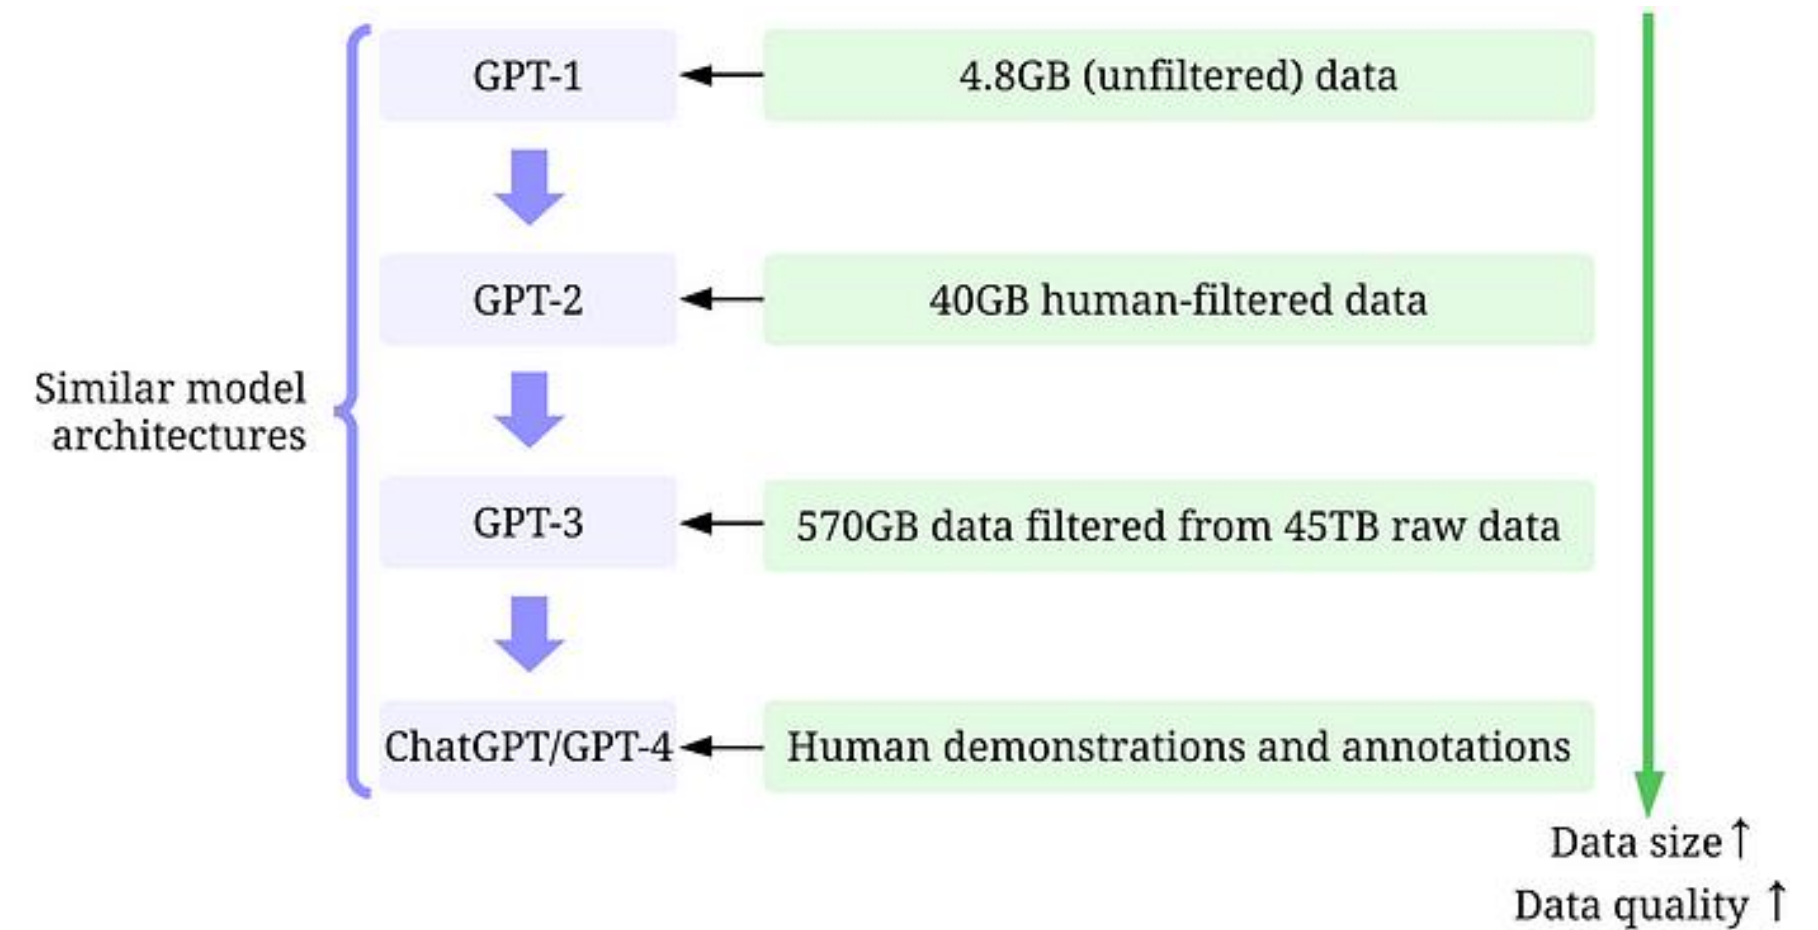 GPT-1
4.8GB (unfiltered) data
GPT-2
40GB human-filtered data
Similar model
architectures
GPT-3
570GB data filtered from 45TB raw data
ChatGPT/GPT-4
Human demonstrations and annotations
Data size↑
Data quality ↑